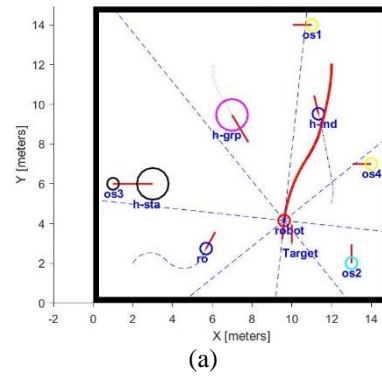 14
12
10
8
6
4
2
0
-2
0
2
4
6
8
10
12
14
Y [meters]
X [meters]
os1
h-ind
h-grp
os4
os3
h-sta
robot
Target
ro
os2
(a)